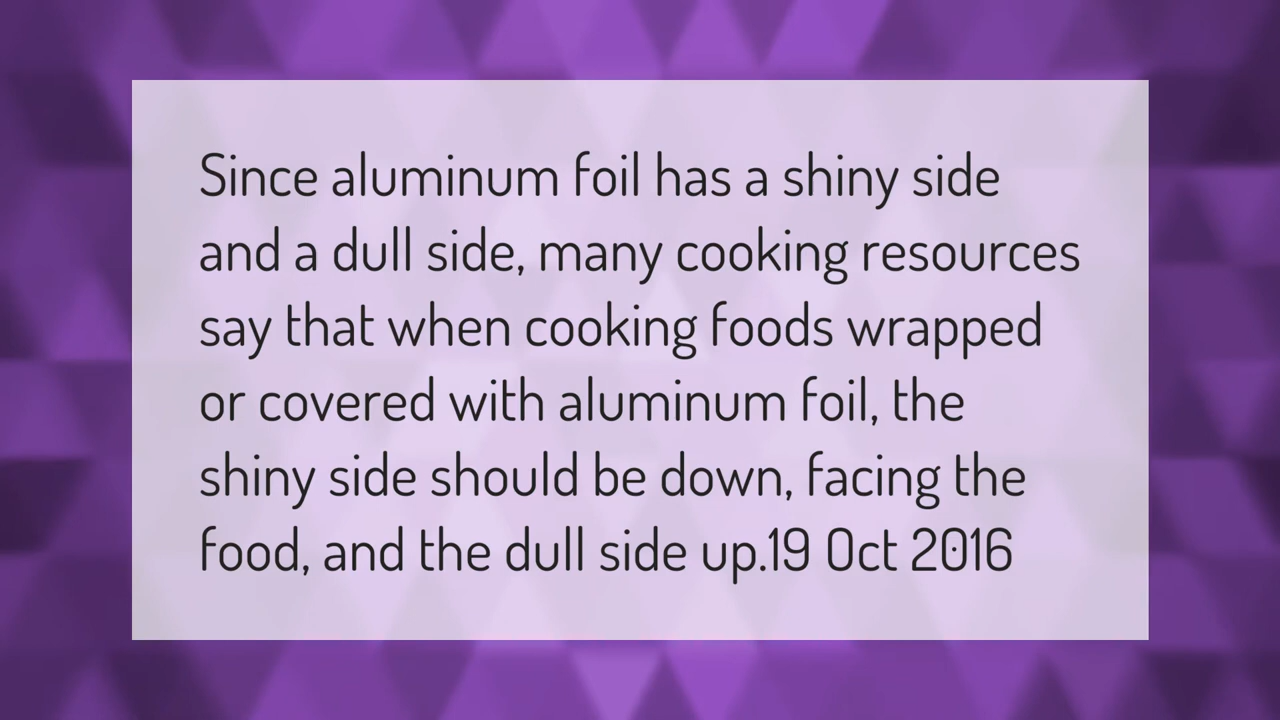 Since aluminum foil has a shiny side
and a dull side, many cooking resources
say that when cooking foods wrapped
or covered with aluminum foil, the
shiny side should be down, facing the
food, and the dull side up.19 Oct 2016